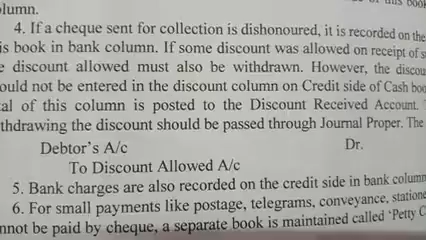 olumn.
4. If a cheque sent for collection is dishonoured, it is recorded on the
is book in bank column. If some discount was allowed on receipt of
e discount allowed must also be withdrawn. However, the discou
ould not be entered in the discount column on Credit side of Cash boo
tal of this column is posted to the Discount Received Account.
thdrawing the discount should be passed through Journal Proper. The
Debtor's A/c Dr.
To Discount Allowed A/c
5. Bank charges are also recorded on the credit side in bank column
6. For small payments like postage, telegrams, conveyance, statione
nnot be paid by cheque, a separate book is maintained called 'Petty C